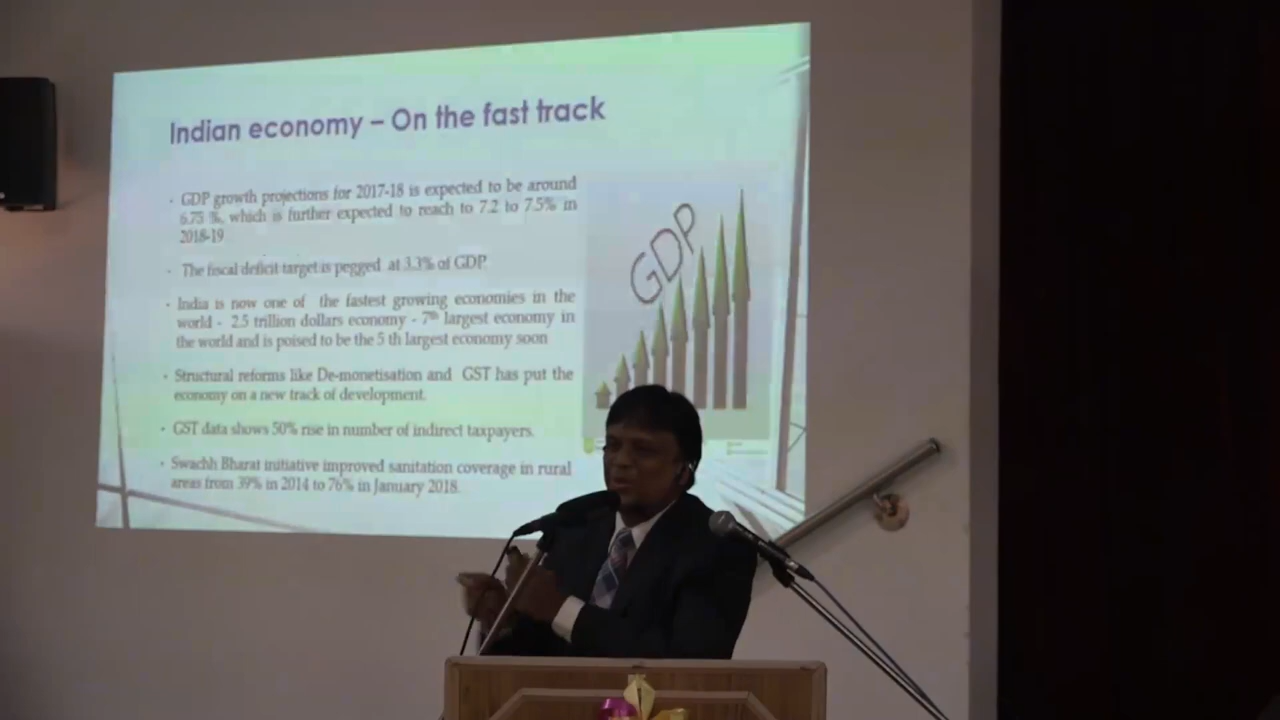 Indian economy – On the fast track
• GDP growth projections for 2017-18 is expected to be around
6.75 %, which is further expected to reach to 7.2 to 7.5% in
2018-19
• The fiscal deficit target is pegged at 3.3% of GDP
GDP
• India is now one of the fastest growing economies in the
world - 2.5 trillion dollars economy - 7th largest economy in
the world and is poised to be the 5 th largest economy soon
• Structural reforms like De-monetisation and GST has put the
economy on a new track of development.
• GST data shows 50% rise in number of indirect taxpayers.
• Swachh Bharat initiative improved sanitation coverage in rural
areas from 39% in 2014 to 76% in January 2018.